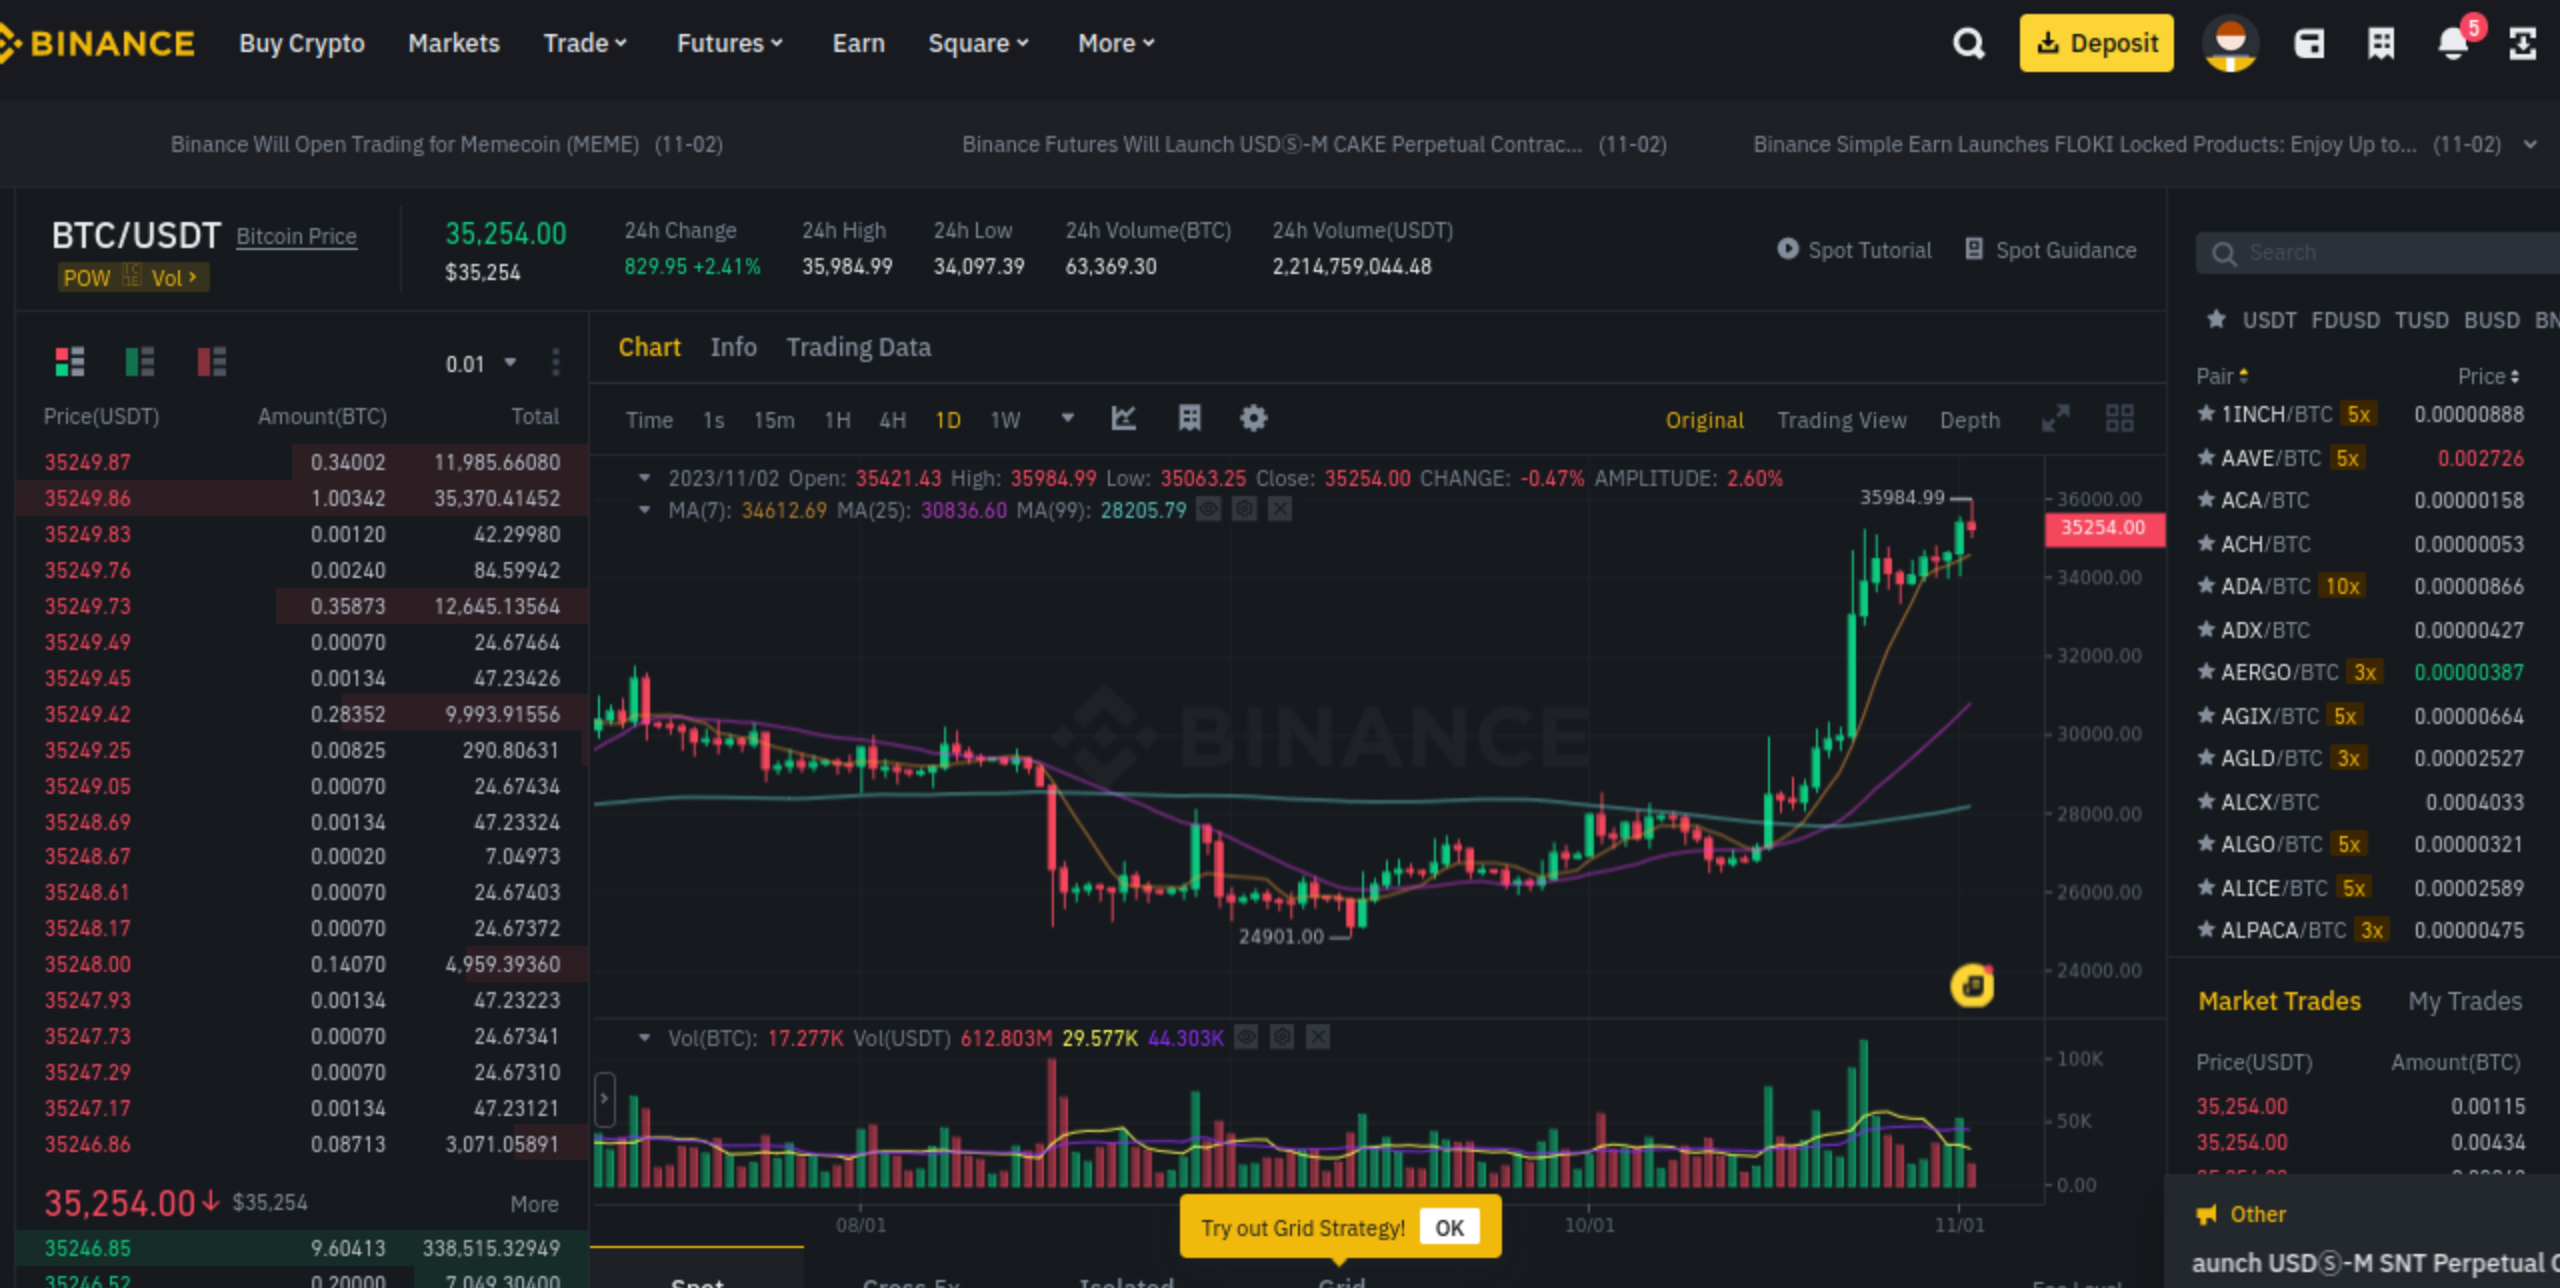 BINANCE Buy Crypto Markets Trade Futures Earn Square More Deposit 5
Binance Will Open Trading for Memecoin (MEME) (11-02) Binance Futures Will Launch USDⓈ-M CAKE Perpetual Contrac... (11-02) Binance Simple Earn Launches FLOKI Locked Products: Enjoy Up to... (11-02)
BTC/USDT Bitcoin Price
POW Vol
35,254.00
$35,254
24h Change 24h High 24h Low 24h Volume(BTC) 24h Volume(USDT)
829.95 +2.41% 35,984.99 34,097.39 63,369.30 2,214,759,044.48
Spot Tutorial Spot Guidance
0.01
Price(USDT) Amount(BTC) Total
35249.87 0.34002 11,985.66080
35249.86 1.00342 35,370.41452
35249.83 0.00120 42.29980
35249.76 0.00240 84.59942
35249.73 0.35873 12,645.13564
35249.49 0.00070 24.67464
35249.45 0.00134 47.23426
35249.42 0.28352 9,993.91556
35249.25 0.00825 290.80631
35249.05 0.00070 24.67434
35248.69 0.00134 47.23324
35248.67 0.00020 7.04973
35248.61 0.00070 24.67403
35248.17 0.00070 24.67372
35248.00 0.14070 4,959.39360
35247.93 0.00134 47.23223
35247.73 0.00070 24.67341
35247.29 0.00070 24.67310
35247.17 0.00134 47.23121
35246.86 0.08713 3,071.05891
35,254.00 $35,254 More
35246.85 9.60413 338,515.32949
35246.52 0.20000 7,049.30400
Chart Info Trading Data
Time 1s 15m 1H 4H 1D 1W Original Trading View Depth
2023/11/02 Open: 35421.43 High: 35984.99 Low: 35063.25 Close: 35254.00 CHANGE: -0.47% AMPLITUDE: 2.60%
MA(7): 34612.69 MA(25): 30836.60 MA(99): 28205.79
35984.99
24901.00
BINANCE
36000.00
35254.00
34000.00
32000.00
30000.00
28000.00
26000.00
24000.00
Vol(BTC): 17.277K Vol(USDT) 612.803M 29.577K 44.303K
100K
50K
0.00
08/01 10/01 11/01
Try out Grid Strategy! OK
Spot Cross 5x Isolated Grid Fee Level
Search
USDT FDUSD TUSD BUSD BN
Pair Price
1INCH/BTC 5x 0.00000888
AAVE/BTC 5x 0.002726
ACA/BTC 0.00000158
ACH/BTC 0.00000053
ADA/BTC 10x 0.00000866
ADX/BTC 0.00000427
AERGO/BTC 3x 0.00000387
AGIX/BTC 5x 0.00000664
AGLD/BTC 3x 0.00002527
ALCX/BTC 0.0004033
ALGO/BTC 5x 0.00000321
ALICE/BTC 5x 0.00002589
ALPACA/BTC 3x 0.00000475
Market Trades My Trades
Price(USDT) Amount(BTC)
35,254.00 0.00115
35,254.00 0.00434
Other
aunch USDⓈ-M SNT Perpetual